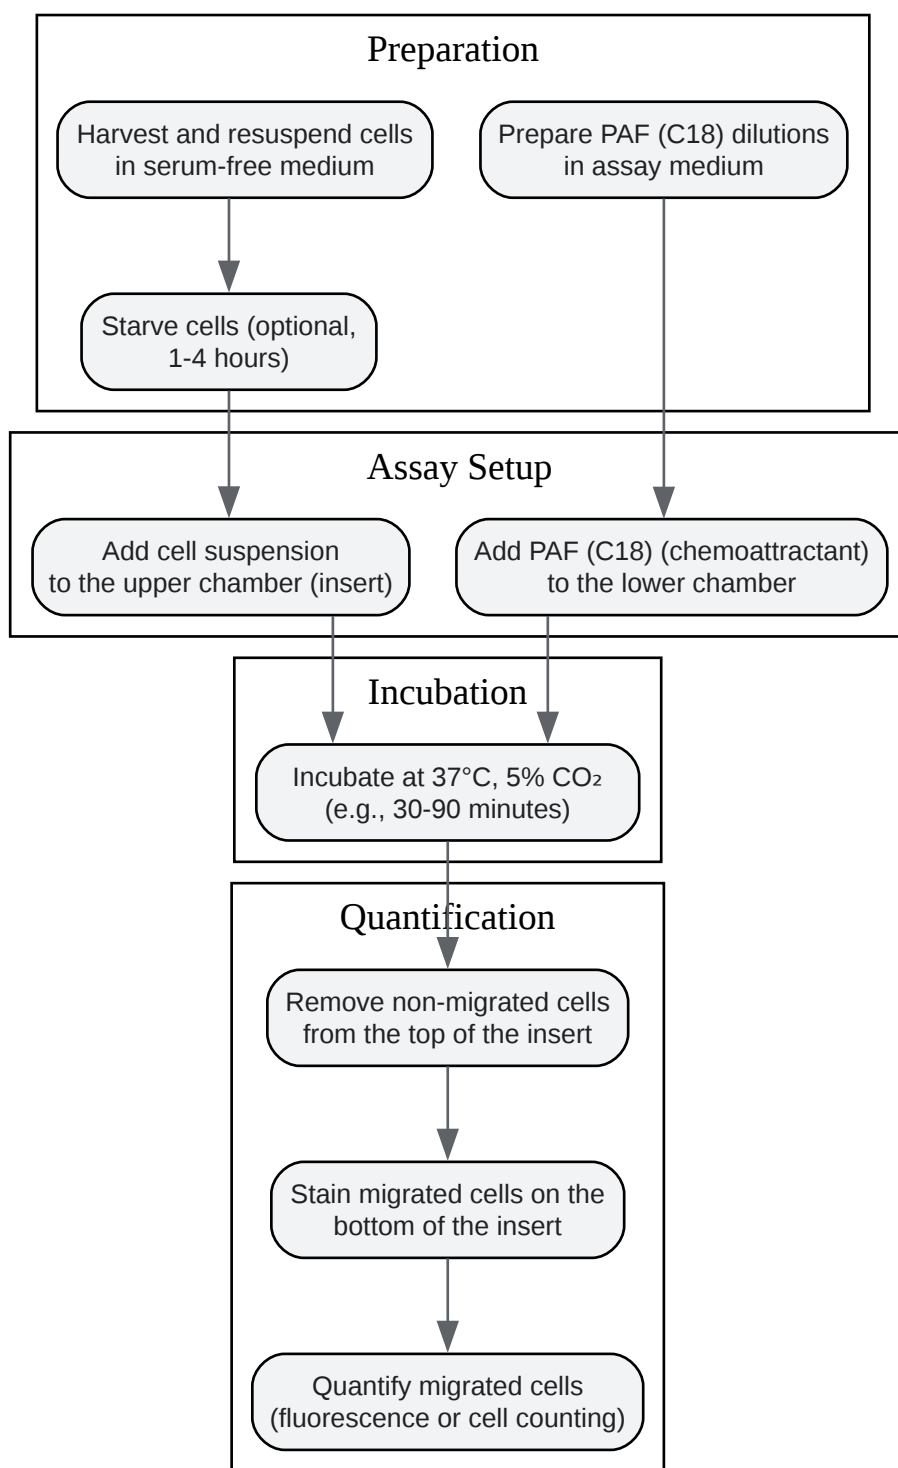 Preparation
Harvest and resuspend cells
in serum-free medium
Prepare PAF (C18) dilutions
in assay medium
Starve cells (optional,
1-4 hours)
Assay Setup
Add cell suspension
to the upper chamber (insert)
Add PAF (C18) (chemoattractant)
to the lower chamber
Incubation
Incubate at 37°C, 5% CO₂
(e.g., 30-90 minutes)
Quantification
Remove non-migrated cells
from the top of the insert
Stain migrated cells on the
bottom of the insert
Quantify migrated cells
(fluorescence or cell counting)